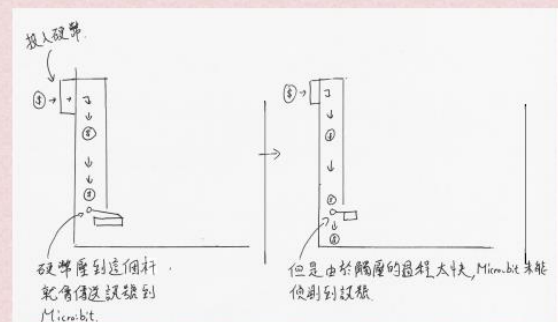 投入硬幣.
硬幣壓到這個杆,
就會傳送訊號到
Micro:bit.
但是由於觸壓的過程太快, Micro:bit 未能
偵測到訊號